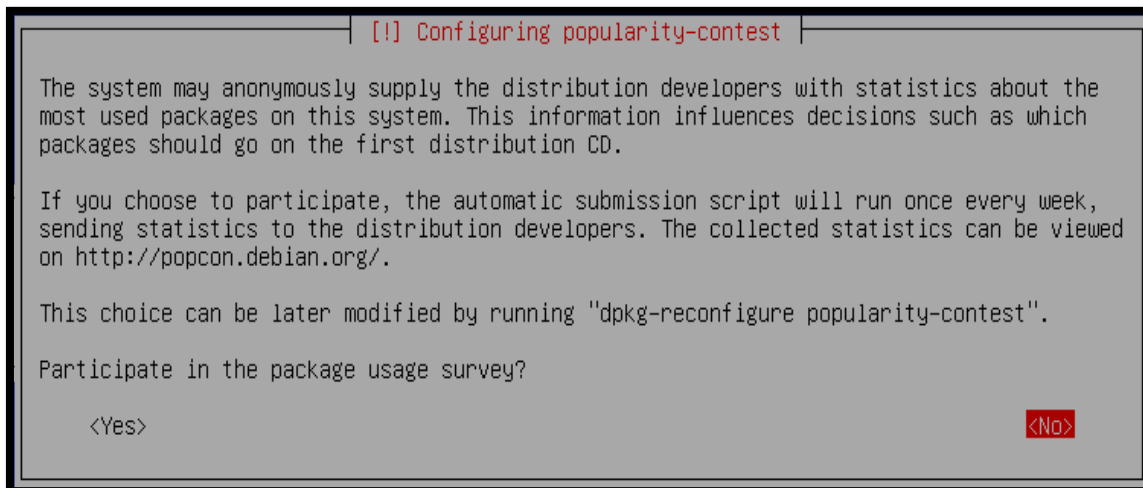 [!] Configuring popularity-contest
The system may anonymously supply the distribution developers with statistics about the
most used packages on this system. This information influences decisions such as which
packages should go on the first distribution CD.
If you choose to participate, the automatic submission script will run once every week,
sending statistics to the distribution developers. The collected statistics can be viewed
on http://popcon.debian.org/.
This choice can be later modified by running "dpkg-reconfigure popularity-contest".
Participate in the package usage survey?
<Yes> <No>